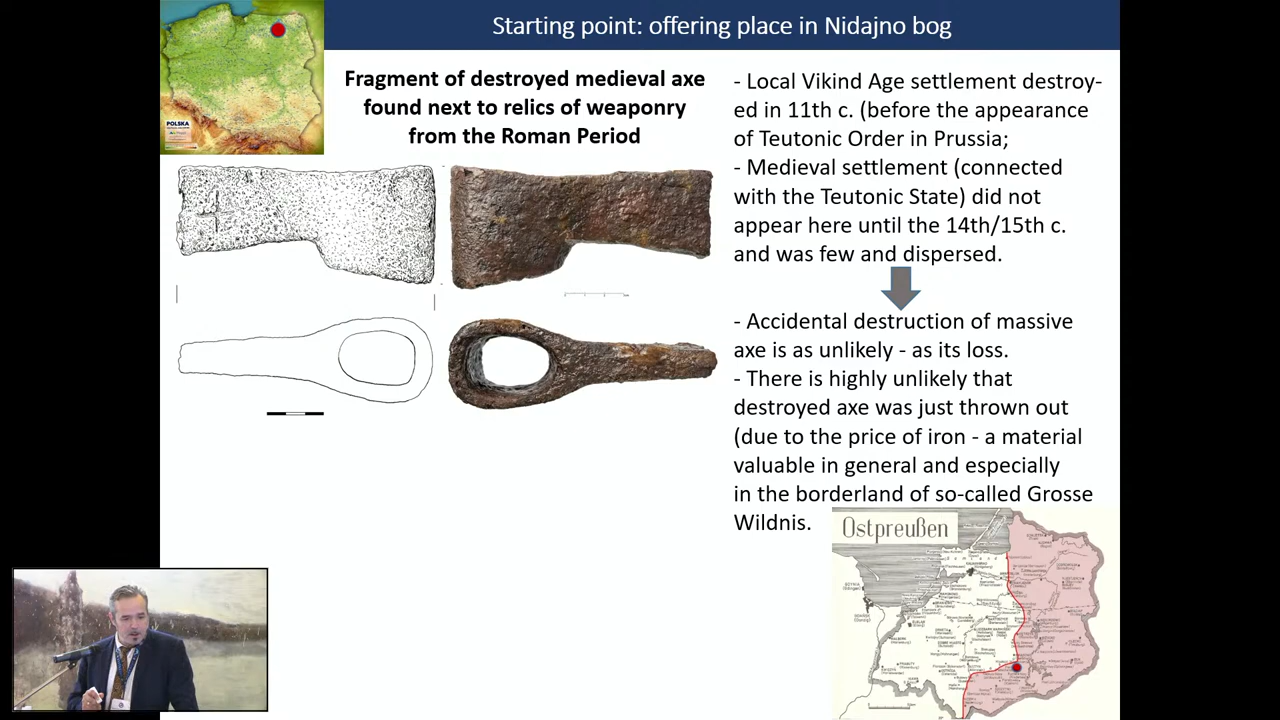 Starting point: offering place in Nidajno bog
POLSKA
Fragment of destroyed medieval axe
found next to relics of weaponry
from the Roman Period
- Local Vikind Age settlement destroy-
ed in 11th c. (before the appearance
of Teutonic Order in Prussia;
- Medieval settlement (connected
with the Teutonic State) did not
appear here until the 14th/15th c.
and was few and dispersed.
- Accidental destruction of massive
axe is as unlikely - as its loss.
- There is highly unlikely that
destroyed axe was just thrown out
(due to the price of iron - a material
valuable in general and especially
in the borderland of so-called Grosse
Wildnis.
Ostpreußen